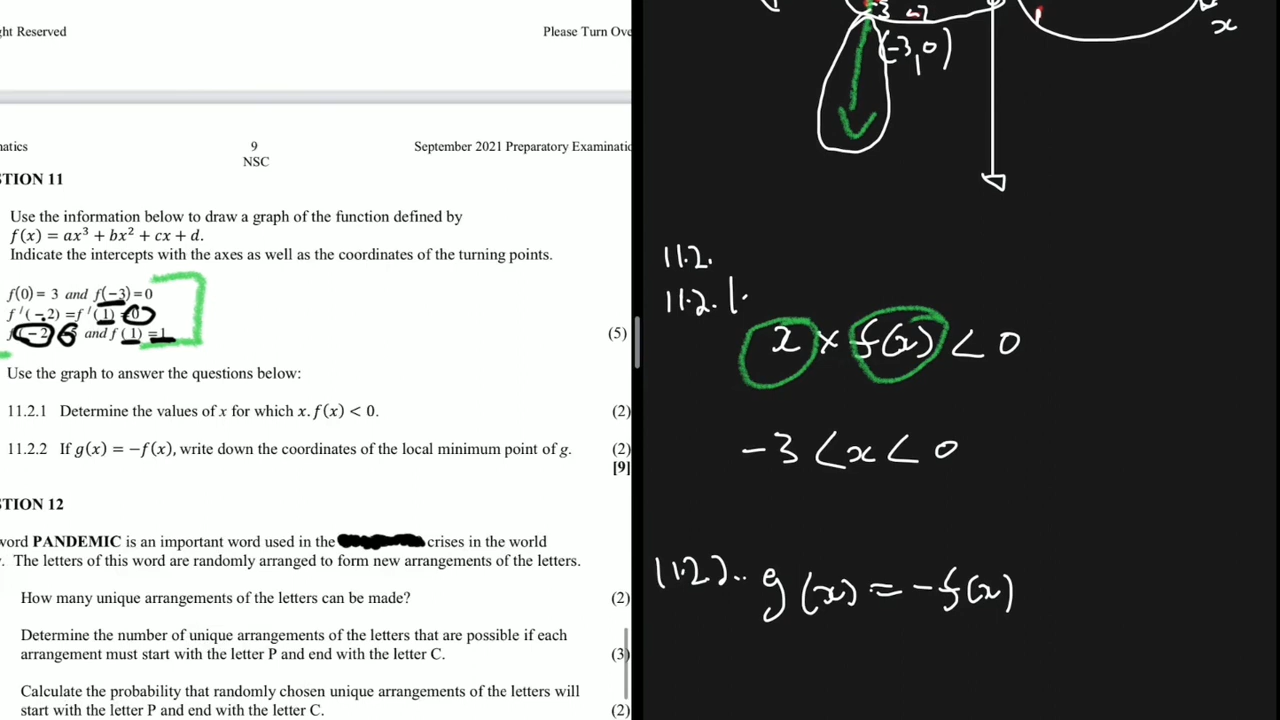 ght Reserved
Please Turn Ove
natics
9
September 2021 Preparatory Examinatio
NSC
STION 11
Use the information below to draw a graph of the function defined by
f(x) = ax³ + bx² + cx + d.
Indicate the intercepts with the axes as well as the coordinates of the turning points.
f(0) = 3 and f(−3) = 0
f ′(−2) = f ′(1) = 0
f(−2) 6 and f (1) = 1
(5)
Use the graph to answer the questions below:
11.2.1 Determine the values of x for which x. f(x) < 0.
(2)
11.2.2 If g(x) = −f(x), write down the coordinates of the local minimum point of g.
(2)
[9]
STION 12
word PANDEMIC is an important word used in the
crises in the world
. The letters of this word are randomly arranged to form new arrangements of the letters.
How many unique arrangements of the letters can be made?
(2)
Determine the number of unique arrangements of the letters that are possible if each
arrangement must start with the letter P and end with the letter C.
(3)
Calculate the probability that randomly chosen unique arrangements of the letters will
start with the letter P and end with the letter C.
(2)
-3 -2
x
(-3,0)
11.2.
11.2.1.
x × f(x) < 0
-3 < x < 0
11.2.2.. g(x) = -f(x)